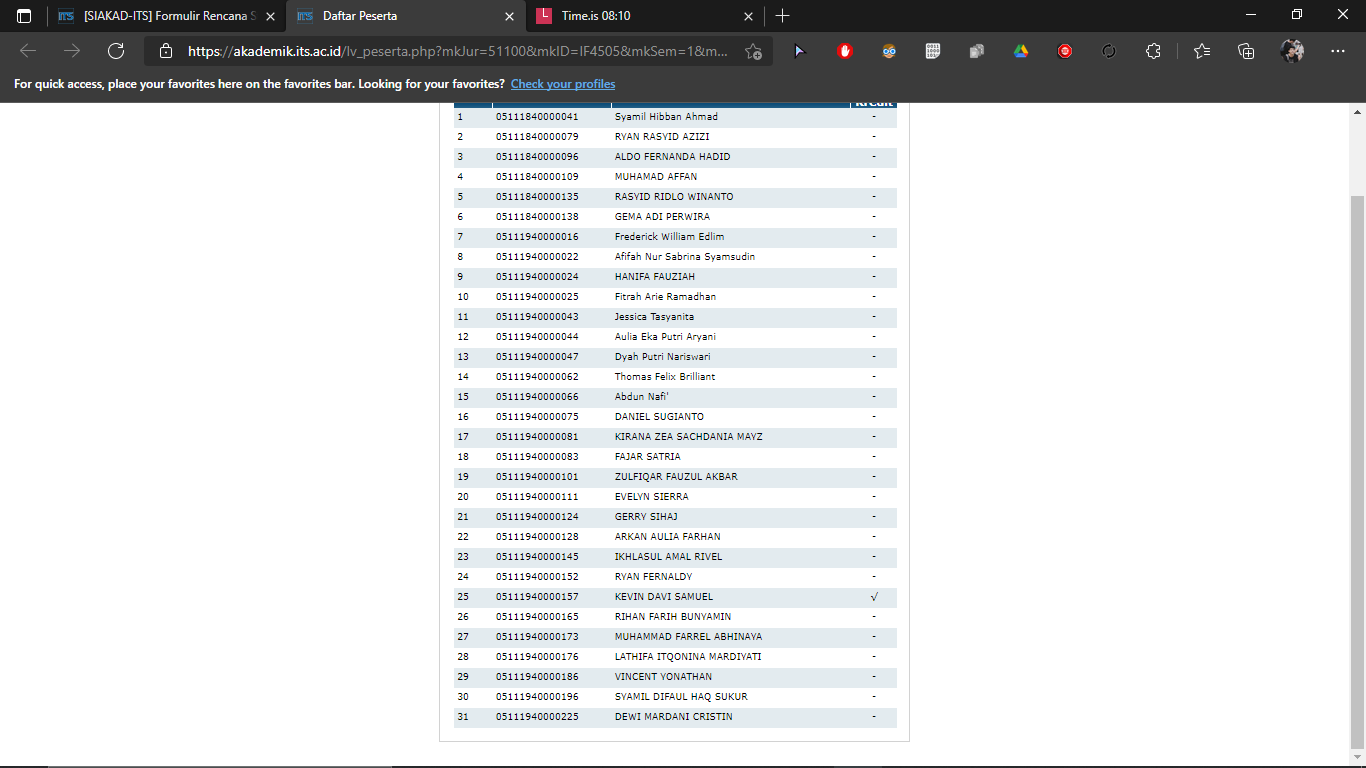 [SIAKAD-ITS] Formulir Rencana S
Daftar Peserta
Time.is 08:10
https://akademik.its.ac.id/lv_peserta.php?mkJur=51100&mkID=IF4505&mkSem=1&m...
For quick access, place your favorites here on the favorites bar. Looking for your favorites? Check your profiles
1 05111840000041 Syamil Hibban Ahmad -
2 05111840000079 RYAN RASYID AZIZI -
3 05111840000096 ALDO FERNANDA HADID -
4 05111840000109 MUHAMAD AFFAN -
5 05111840000135 RASYID RIDLO WINANTO -
6 05111840000138 GEMA ADI PERWIRA -
7 05111940000016 Frederick William Edlim -
8 05111940000022 Afifah Nur Sabrina Syamsudin -
9 05111940000024 HANIFA FAUZIAH -
10 05111940000025 Fitrah Arie Ramadhan -
11 05111940000043 Jessica Tasyanita -
12 05111940000044 Aulia Eka Putri Aryani -
13 05111940000047 Dyah Putri Nariswari -
14 05111940000062 Thomas Felix Brilliant -
15 05111940000066 Abdun Nafi' -
16 05111940000075 DANIEL SUGIANTO -
17 05111940000081 KIRANA ZEA SACHDANIA MAYZ -
18 05111940000083 FAJAR SATRIA -
19 05111940000101 ZULFIQAR FAUZUL AKBAR -
20 05111940000111 EVELYN SIERRA -
21 05111940000124 GERRY SIHAJ -
22 05111940000128 ARKAN AULIA FARHAN -
23 05111940000145 IKHLASUL AMAL RIVEL -
24 05111940000152 RYAN FERNALDY -
25 05111940000157 KEVIN DAVI SAMUEL √
26 05111940000165 RIHAN FARIH BUNYAMIN -
27 05111940000173 MUHAMMAD FARREL ABHINAYA -
28 05111940000176 LATHIFA ITQONINA MARDIYATI -
29 05111940000186 VINCENT YONATHAN -
30 05111940000196 SYAMIL DIFAUL HAQ SUKUR -
31 05111940000225 DEWI MARDANI CRISTIN -